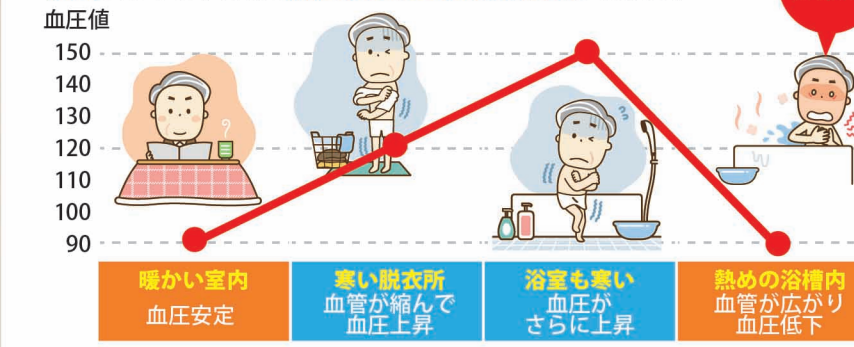 血圧値
150
140
130
120
110
100
90
暖かい室内
血圧安定
寒い脱衣所
血管が縮んで
血圧上昇
浴室も寒い
血圧が
さらに上昇
熱めの浴槽内
血管が広がり
血圧低下